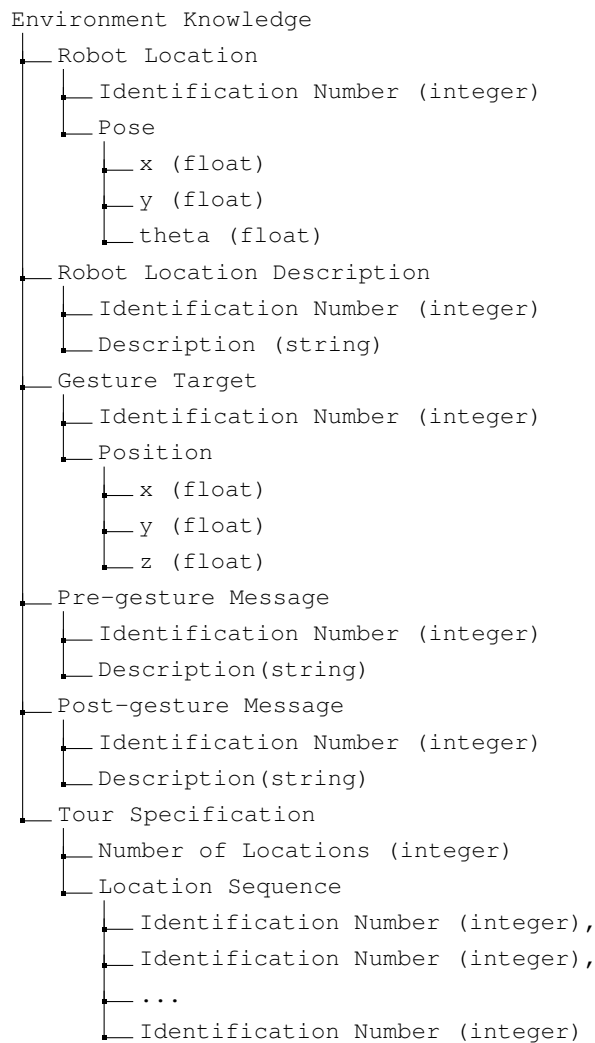 Environment Knowledge
Robot Location
Identification Number (integer)
Pose
x (float)
y (float)
theta (float)
Robot Location Description
Identification Number (integer)
Description (string)
Gesture Target
Identification Number (integer)
Position
x (float)
y (float)
z (float)
Pre-gesture Message
Identification Number (integer)
Description(string)
Post-gesture Message
Identification Number (integer)
Description(string)
Tour Specification
Number of Locations (integer)
Location Sequence
Identification Number (integer),
Identification Number (integer),
...
Identification Number (integer)